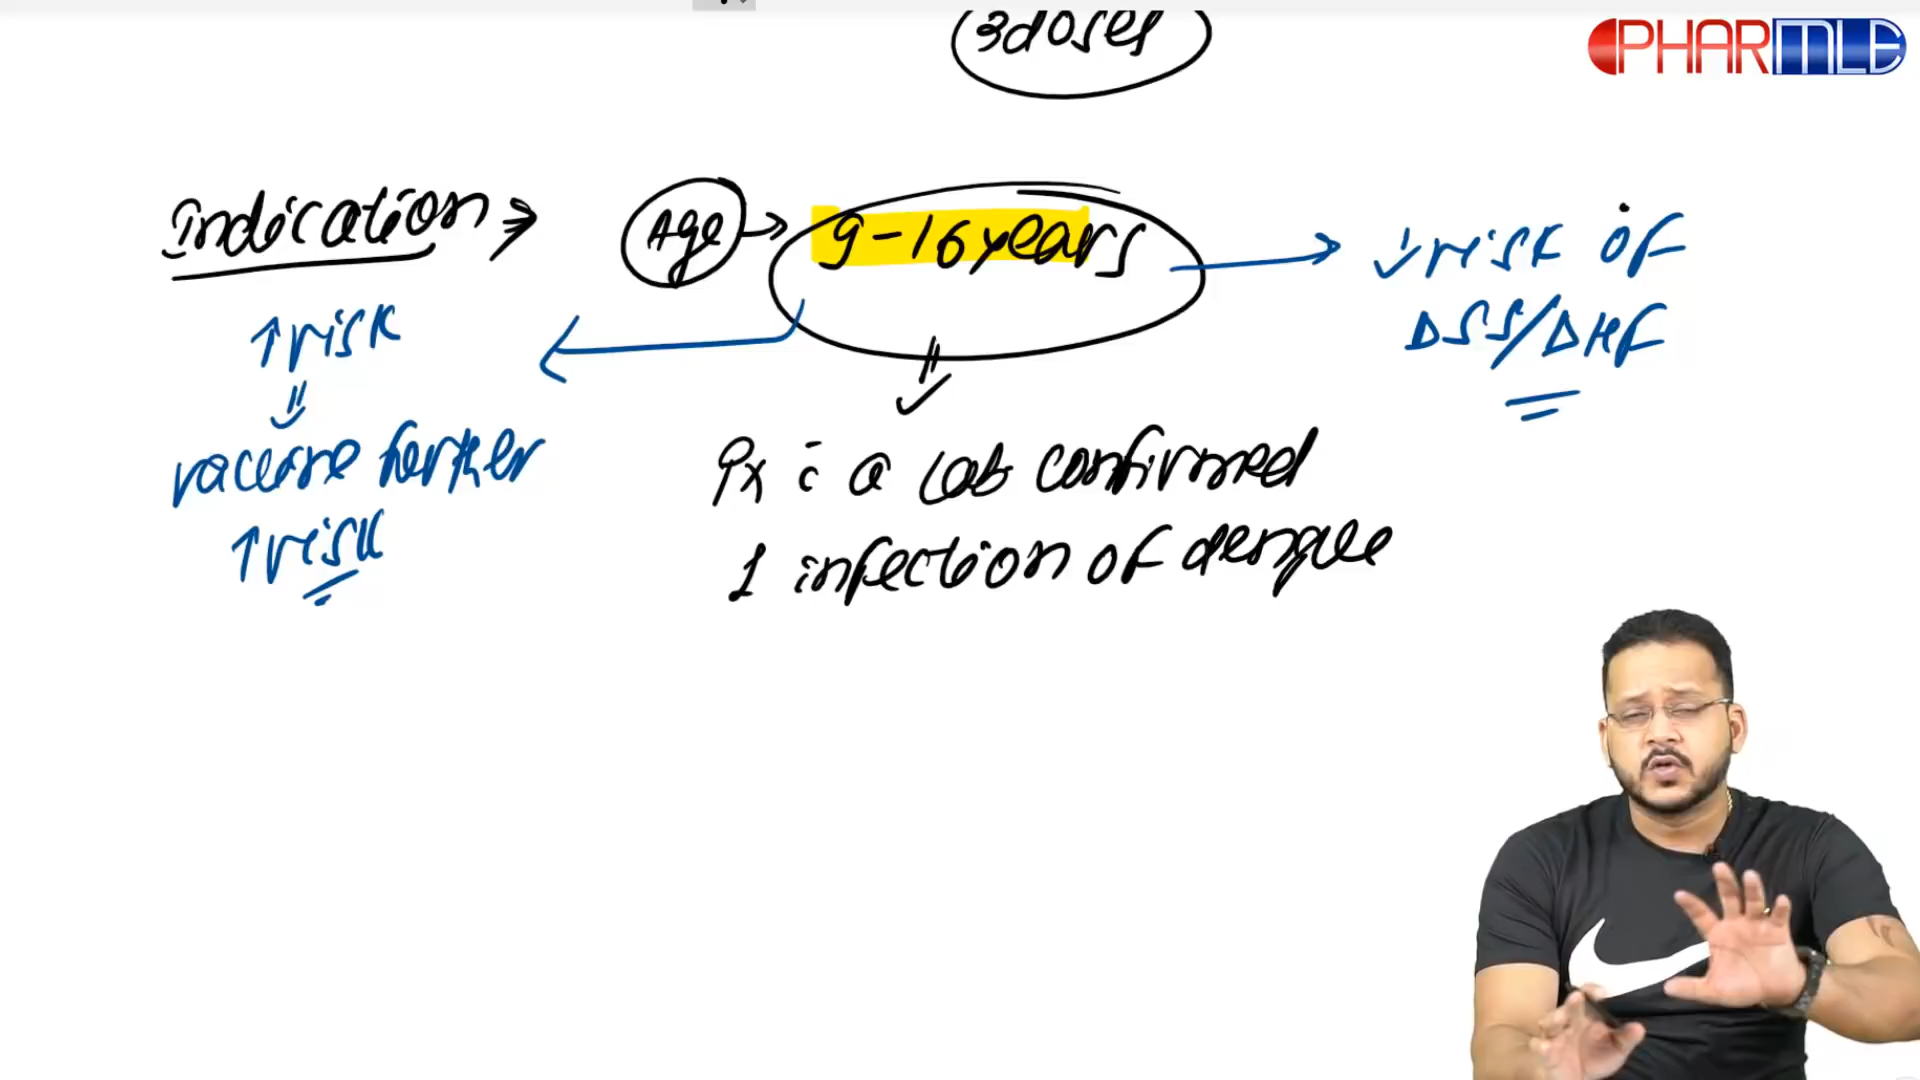 3doses
PHARMLE
Indication → Age → 9-16 years → ↓risk of
DSS/DHF
↑risk
vaccine further
↑risk
Px c̄ a Lab confirmed
1 infection of dengue